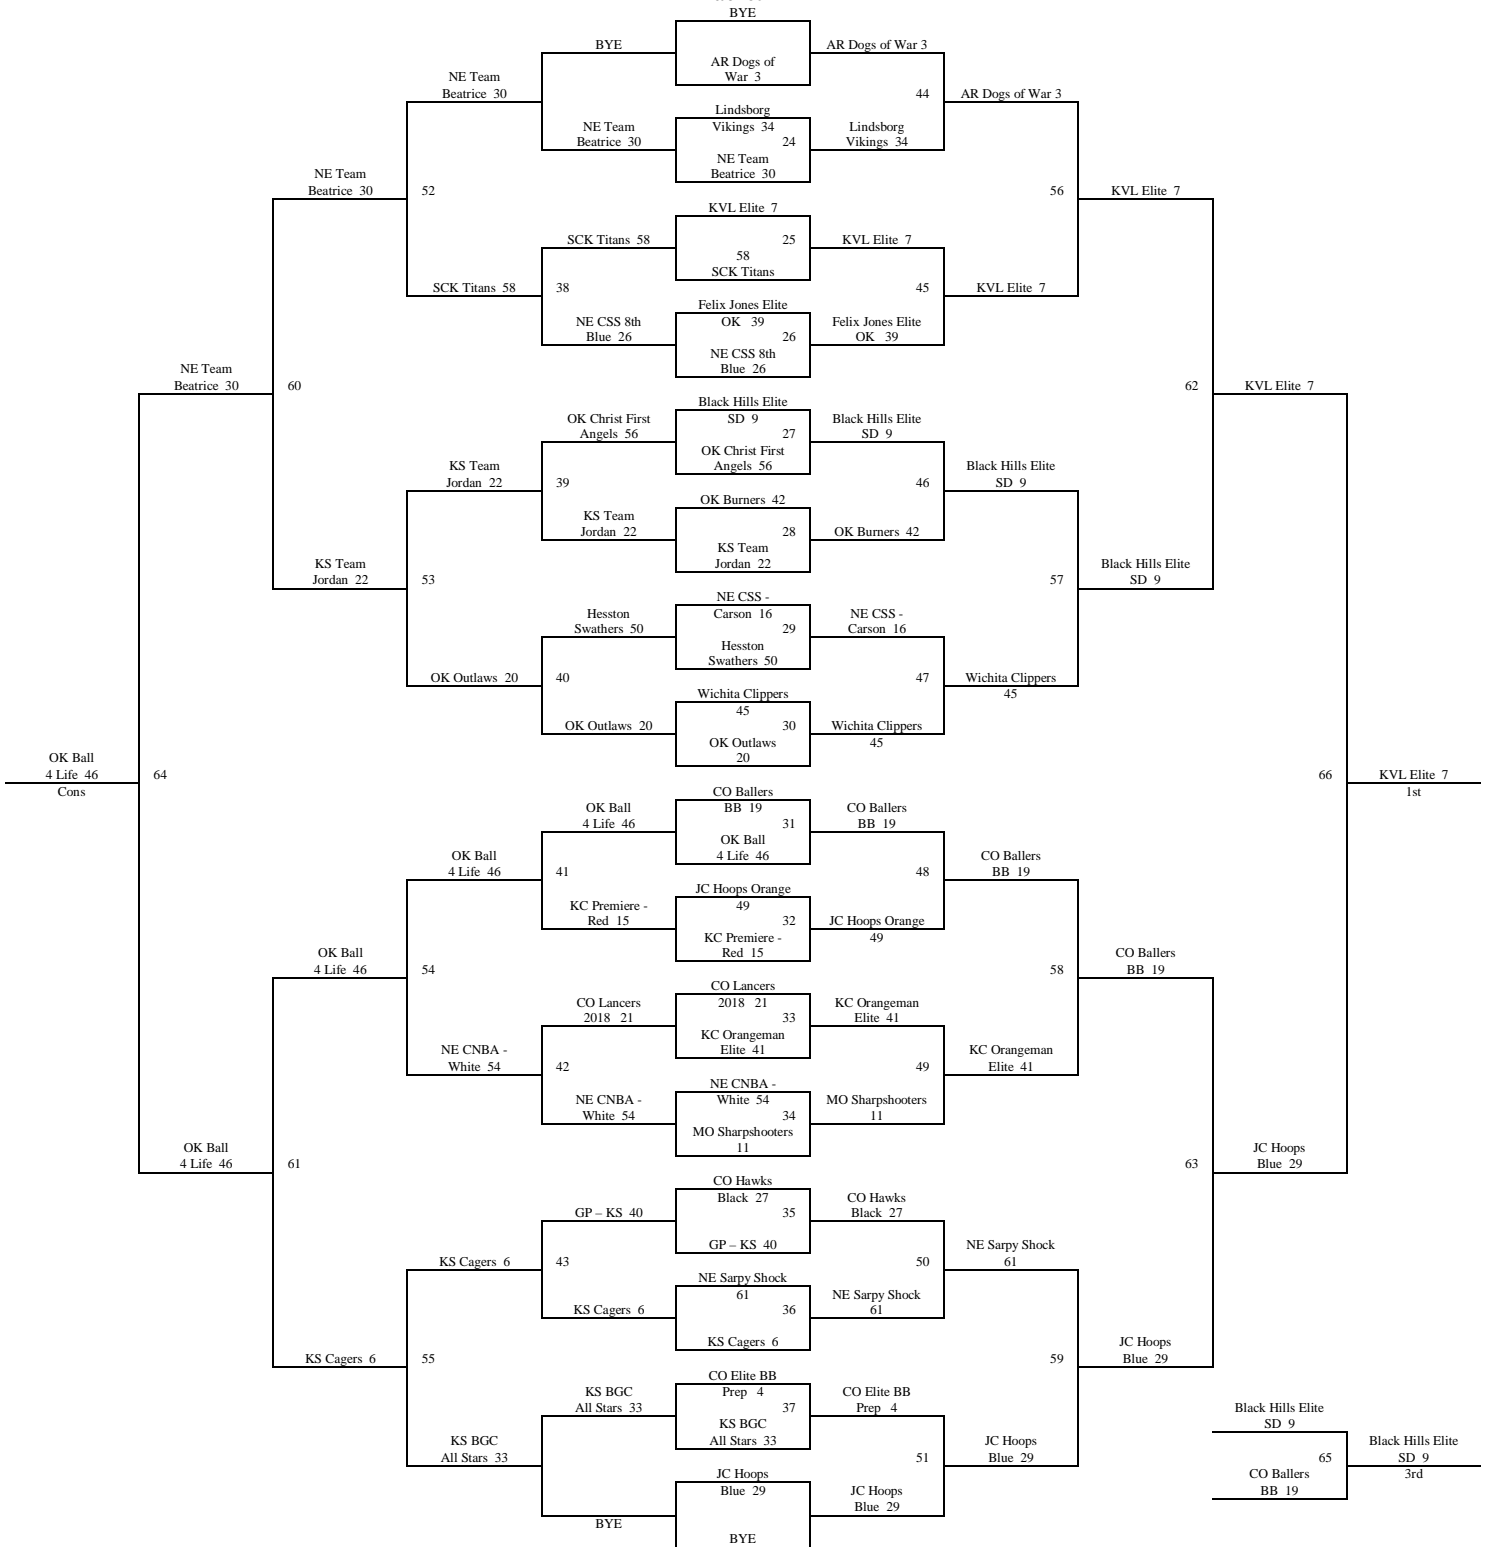 BYE
BYE
AR Dogs of War 3
AR Dogs of
War 3
NE Team
Beatrice 30
44
AR Dogs of War 3
Lindsborg
Vikings 34
NE Team
Beatrice 30
24
Lindsborg
Vikings 34
NE Team
Beatrice 30
NE Team
Beatrice 30
52
56
KVL Elite 7
KVL Elite 7
SCK Titans 58
25
KVL Elite 7
58
SCK Titans
SCK Titans 58
38
45
KVL Elite 7
Felix Jones Elite
OK 39
NE CSS 8th
Blue 26
26
Felix Jones Elite
OK 39
NE CSS 8th
Blue 26
NE Team
Beatrice 30
60
62
KVL Elite 7
Black Hills Elite
SD 9
OK Christ First
Angels 56
27
Black Hills Elite
SD 9
OK Christ First
Angels 56
KS Team
Jordan 22
39
46
Black Hills Elite
SD 9
OK Burners 42
KS Team
Jordan 22
28
OK Burners 42
KS Team
Jordan 22
KS Team
Jordan 22
53
57
Black Hills Elite
SD 9
NE CSS -
Carson 16
Hesston
Swathers 50
29
NE CSS -
Carson 16
Hesston
Swathers 50
OK Outlaws 20
40
47
Wichita Clippers
45
Wichita Clippers
45
OK Outlaws 20
30
Wichita Clippers
45
OK Outlaws
20
OK Ball
4 Life 46
Cons
64
66
KVL Elite 7
1st
CO Ballers
BB 19
OK Ball
4 Life 46
31
CO Ballers
BB 19
OK Ball
4 Life 46
OK Ball
4 Life 46
41
48
CO Ballers
BB 19
JC Hoops Orange
49
KC Premiere -
Red 15
32
JC Hoops Orange
49
KC Premiere -
Red 15
OK Ball
4 Life 46
54
58
CO Ballers
BB 19
CO Lancers
2018 21
CO Lancers
2018 21
33
KC Orangeman
Elite 41
KC Orangeman
Elite 41
NE CNBA -
White 54
42
49
KC Orangeman
Elite 41
NE CNBA -
White 54
NE CNBA -
White 54
34
MO Sharpshooters
11
MO Sharpshooters
11
OK Ball
4 Life 46
61
63
JC Hoops
Blue 29
CO Hawks
Black 27
GP – KS 40
35
CO Hawks
Black 27
GP – KS 40
KS Cagers 6
43
50
NE Sarpy Shock
61
NE Sarpy Shock
61
KS Cagers 6
36
NE Sarpy Shock
61
KS Cagers 6
KS Cagers 6
55
59
JC Hoops
Blue 29
CO Elite BB
Prep 4
KS BGC
All Stars 33
37
CO Elite BB
Prep 4
KS BGC
All Stars 33
KS BGC
All Stars 33
51
JC Hoops
Blue 29
JC Hoops
Blue 29
JC Hoops
Blue 29
BYE
BYE
Black Hills Elite
SD 9
65
Black Hills Elite
SD 9
3rd
CO Ballers
BB 19